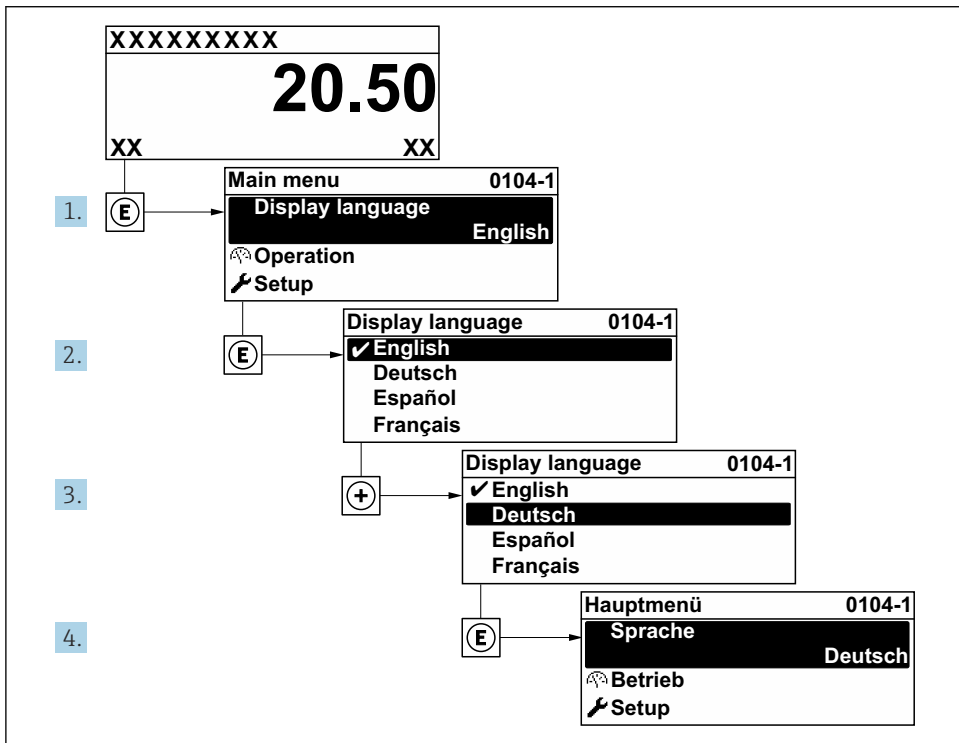 XXXXXXXXX
20.50
XX XX
1. E
Main menu 0104-1
Display language
English
Operation
Setup
2. E
Display language 0104-1
✔English
Deutsch
Español
Français
3. +
Display language 0104-1
✔English
Deutsch
Español
Français
4. E
Hauptmenü 0104-1
Sprache
Deutsch
Betrieb
Setup